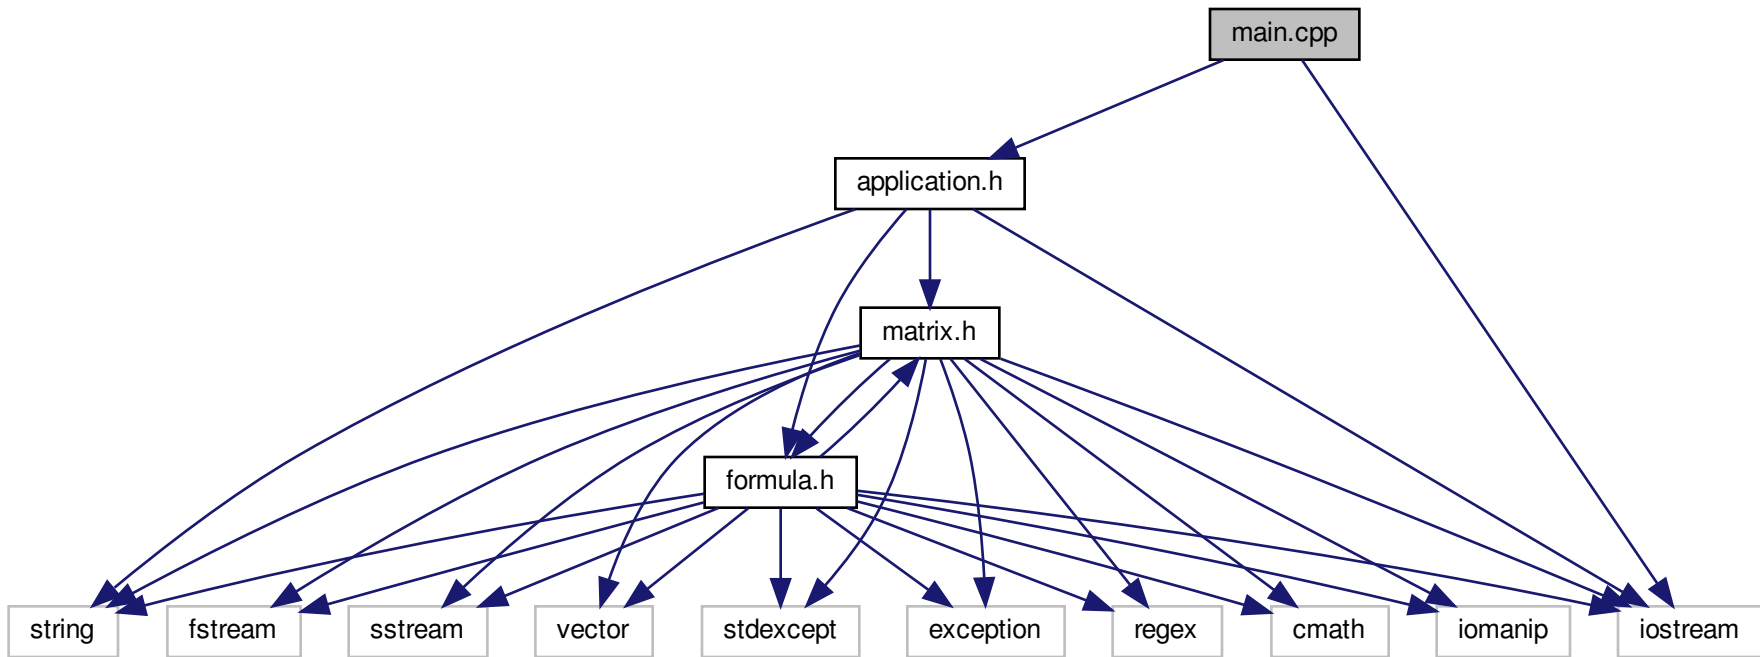 main.cpp
application.h
matrix.h
formula.h
string
fstream
sstream
vector
stdexcept
exception
regex
cmath
iomanip
iostream